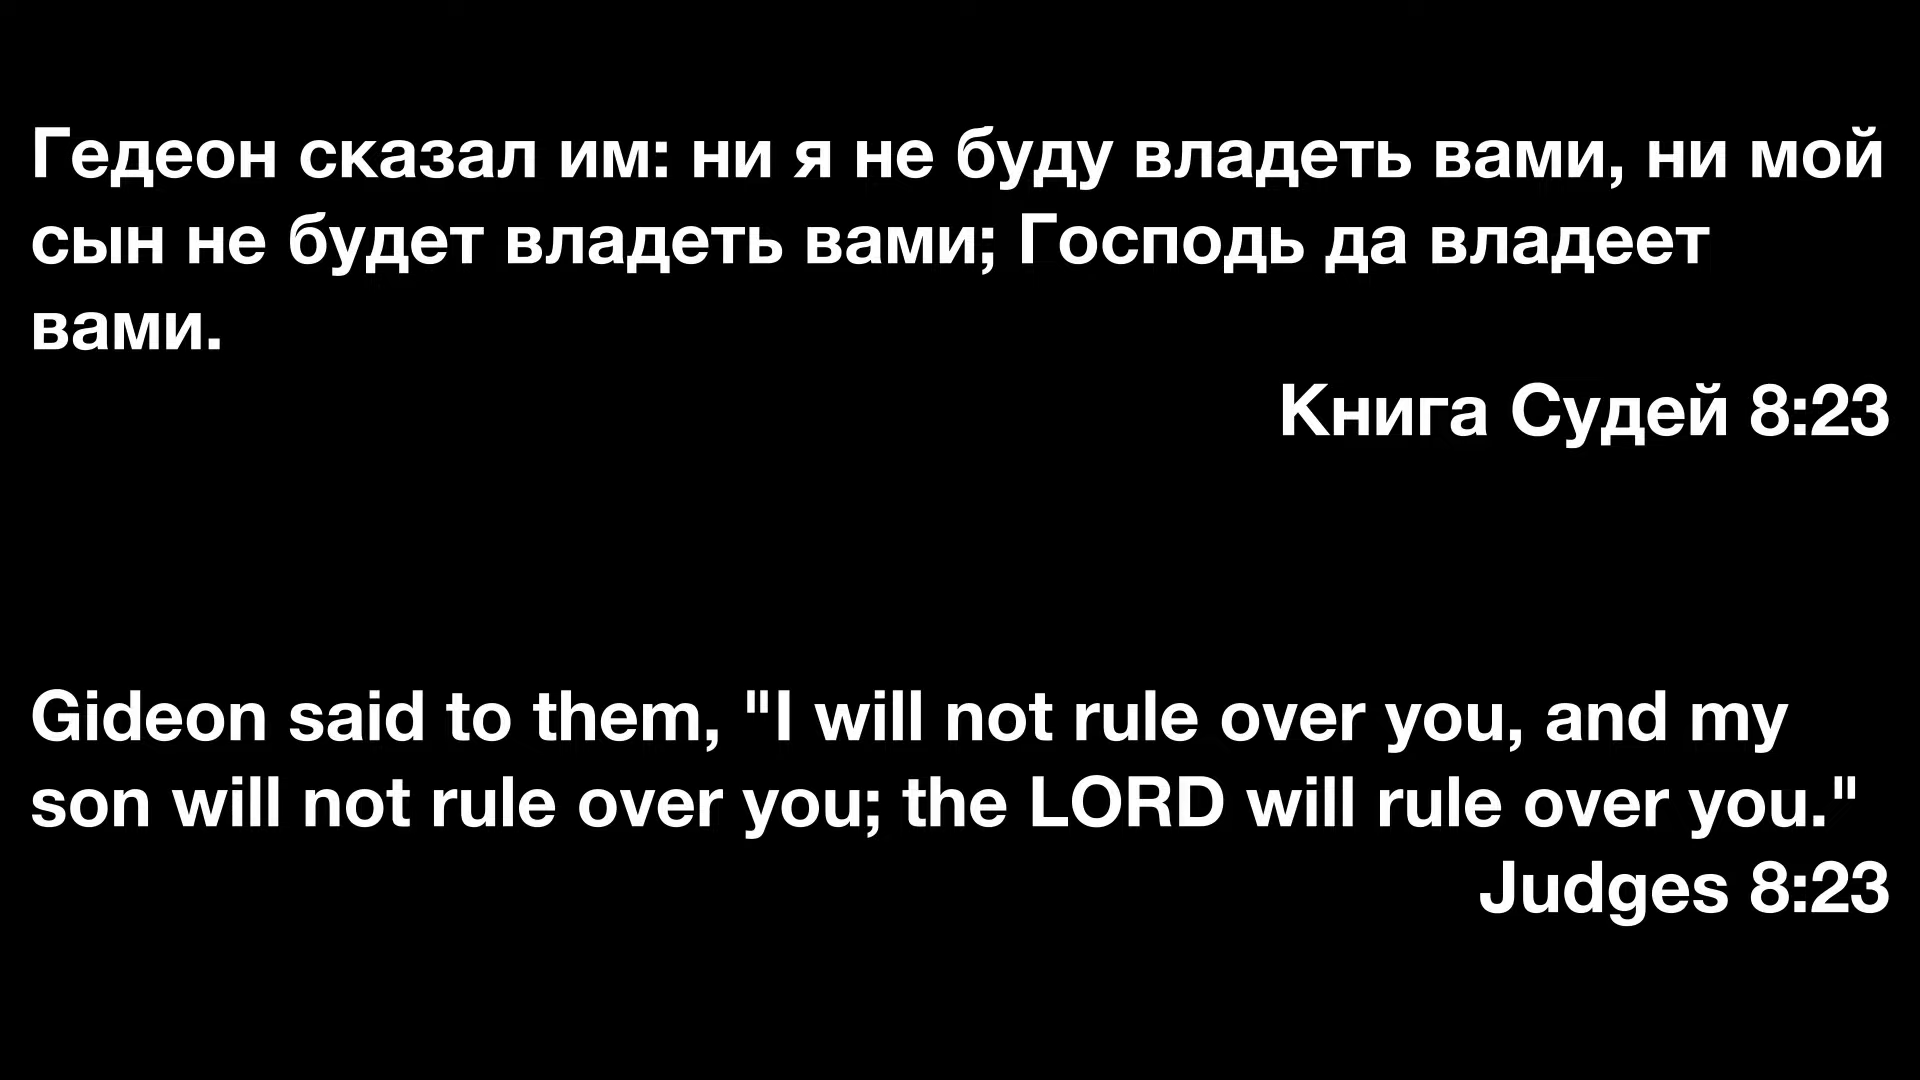 Гедеон сказал им: ни я не буду владеть вами, ни мой
сын не будет владеть вами; Господь да владеет
вами.
Книга Судей 8:23
Gideon said to them, "I will not rule over you, and my
son will not rule over you; the LORD will rule over you."
Judges 8:23